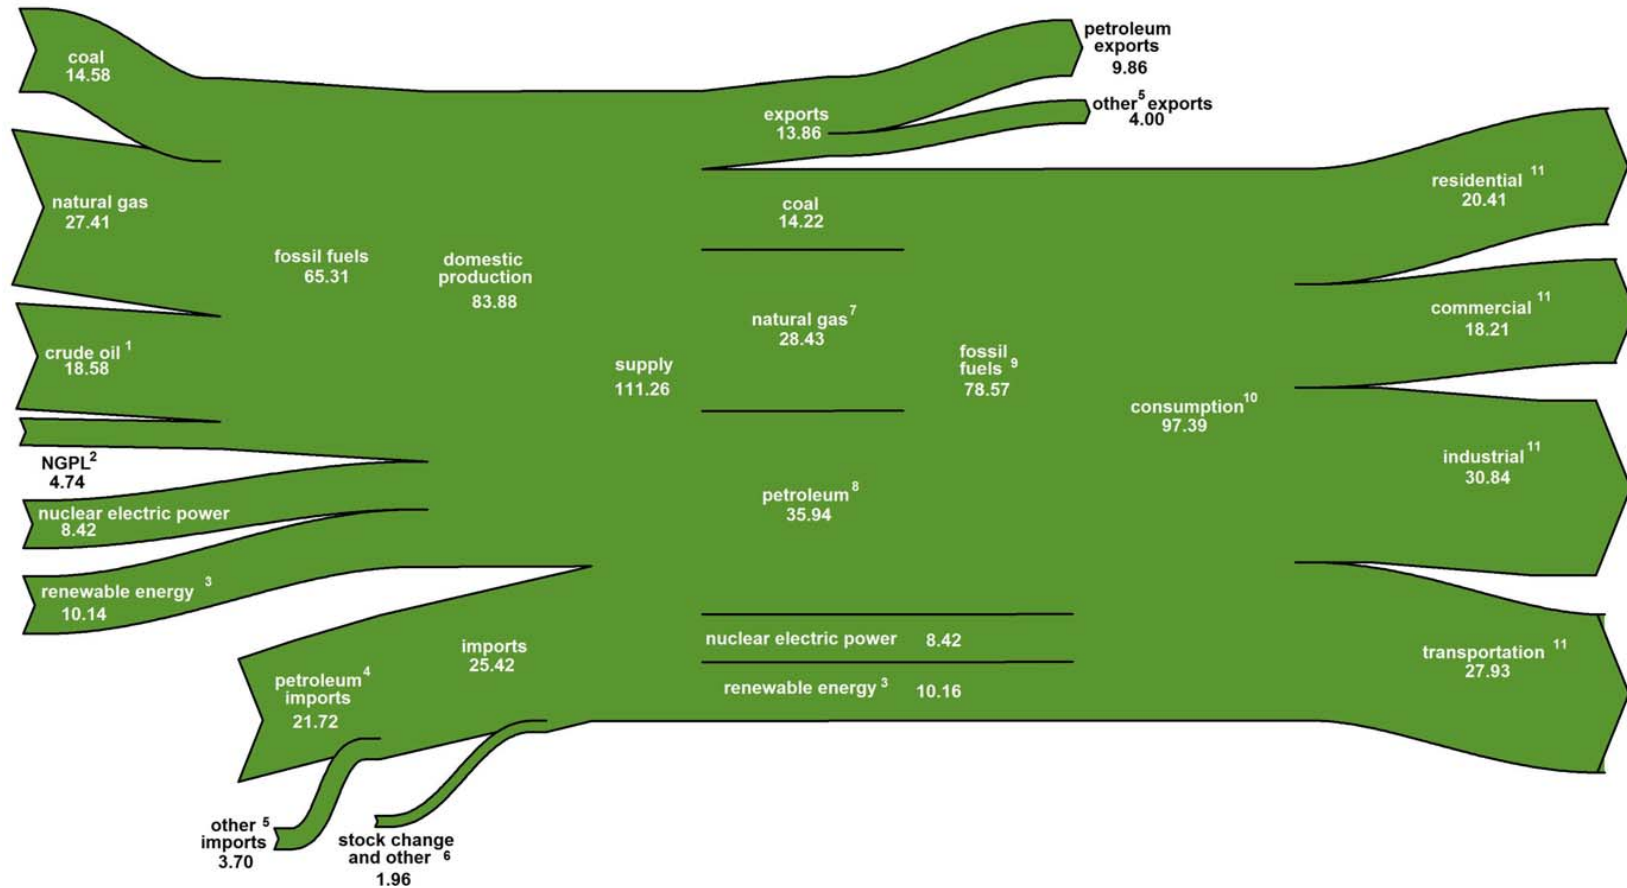 coal
14.58
natural gas
27.41
crude oil 1
18.58
NGPL2
4.74
nuclear electric power
8.42
renewable energy 3
10.14
petroleum4
imports
21.72
other 5
imports
3.70
stock change
and other 6
1.96
fossil fuels
65.31
domestic
production
83.88
imports
25.42
supply
111.26
exports
13.86
petroleum
exports
9.86
other5 exports
4.00
coal
14.22
natural gas7
28.43
petroleum8
35.94
nuclear electric power 8.42
renewable energy 3 10.16
fossil
fuels 9
78.57
consumption10
97.39
residential 11
20.41
commercial 11
18.21
industrial 11
30.84
transportation 11
27.93